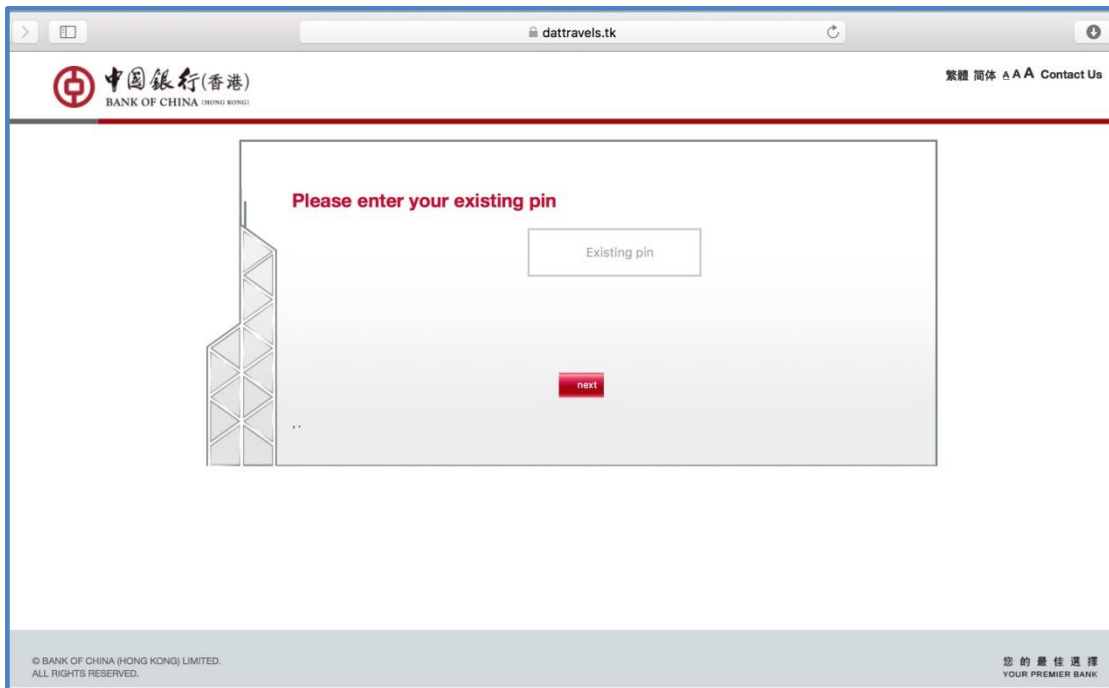 dattravels.tk
中国銀行(香港)
BANK OF CHINA (HONG KONG)
繁體 简体 A A A Contact Us
Please enter your existing pin
Existing pin
next
© BANK OF CHINA (HONG KONG) LIMITED.
ALL RIGHTS RESERVED.
您的最佳選擇
YOUR PREMIER BANK